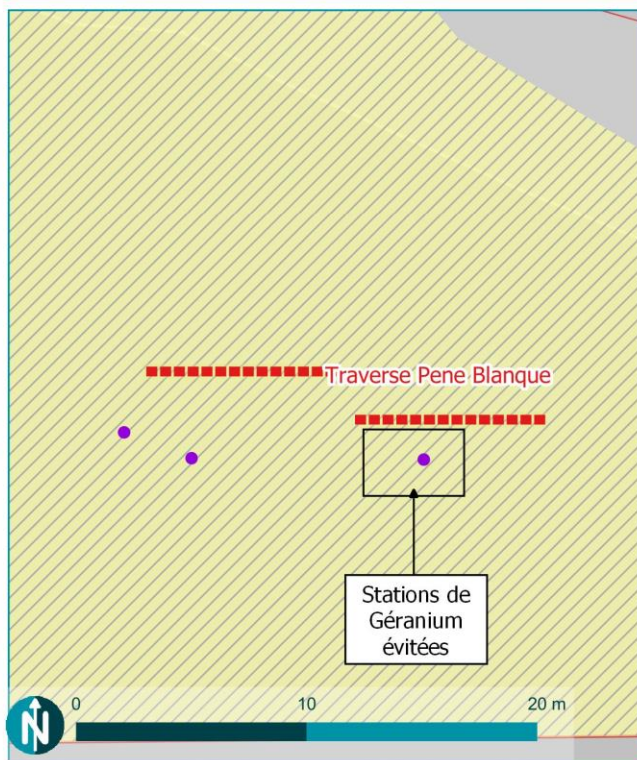 Traverse Pene Blanque
Stations de
Géranium
évitées
0 10 20 m
N